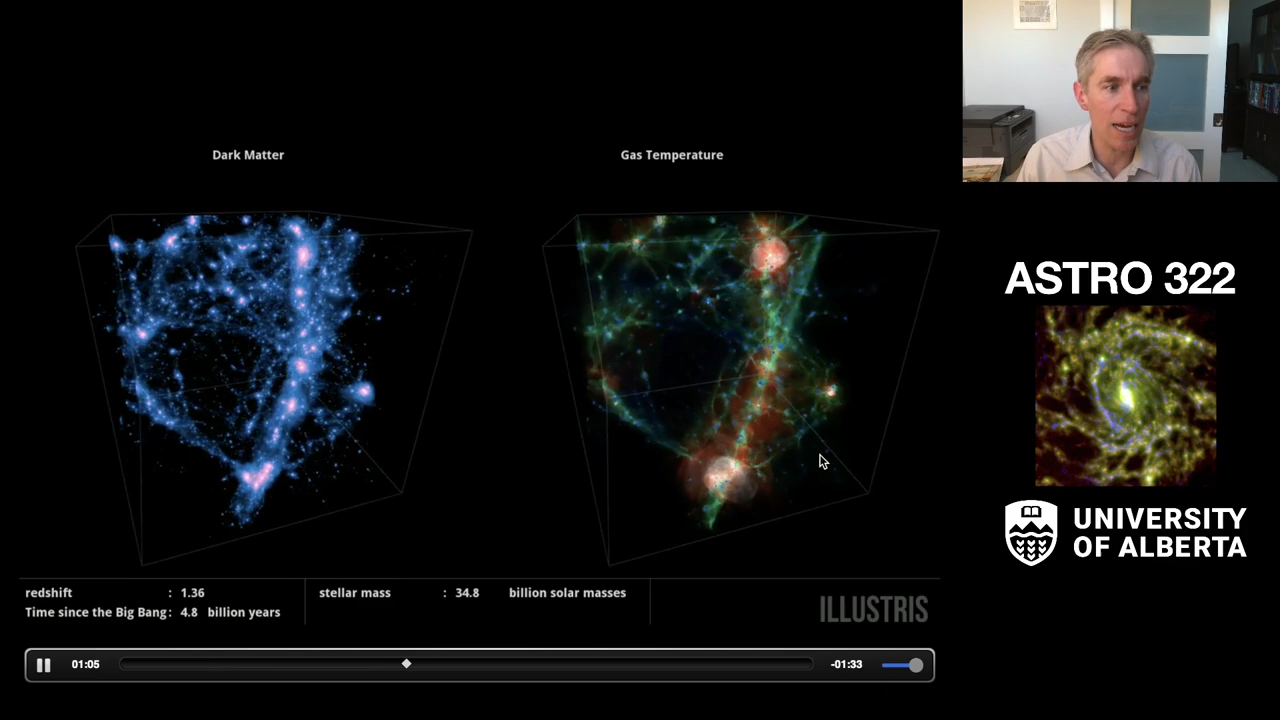 Dark Matter
Gas Temperature
ASTRO 322
UNIVERSITY
OF ALBERTA
redshift : 1.36
Time since the Big Bang: 4.8 billion years
stellar mass : 34.8 billion solar masses
ILLUSTRIS
01:05
-01:33